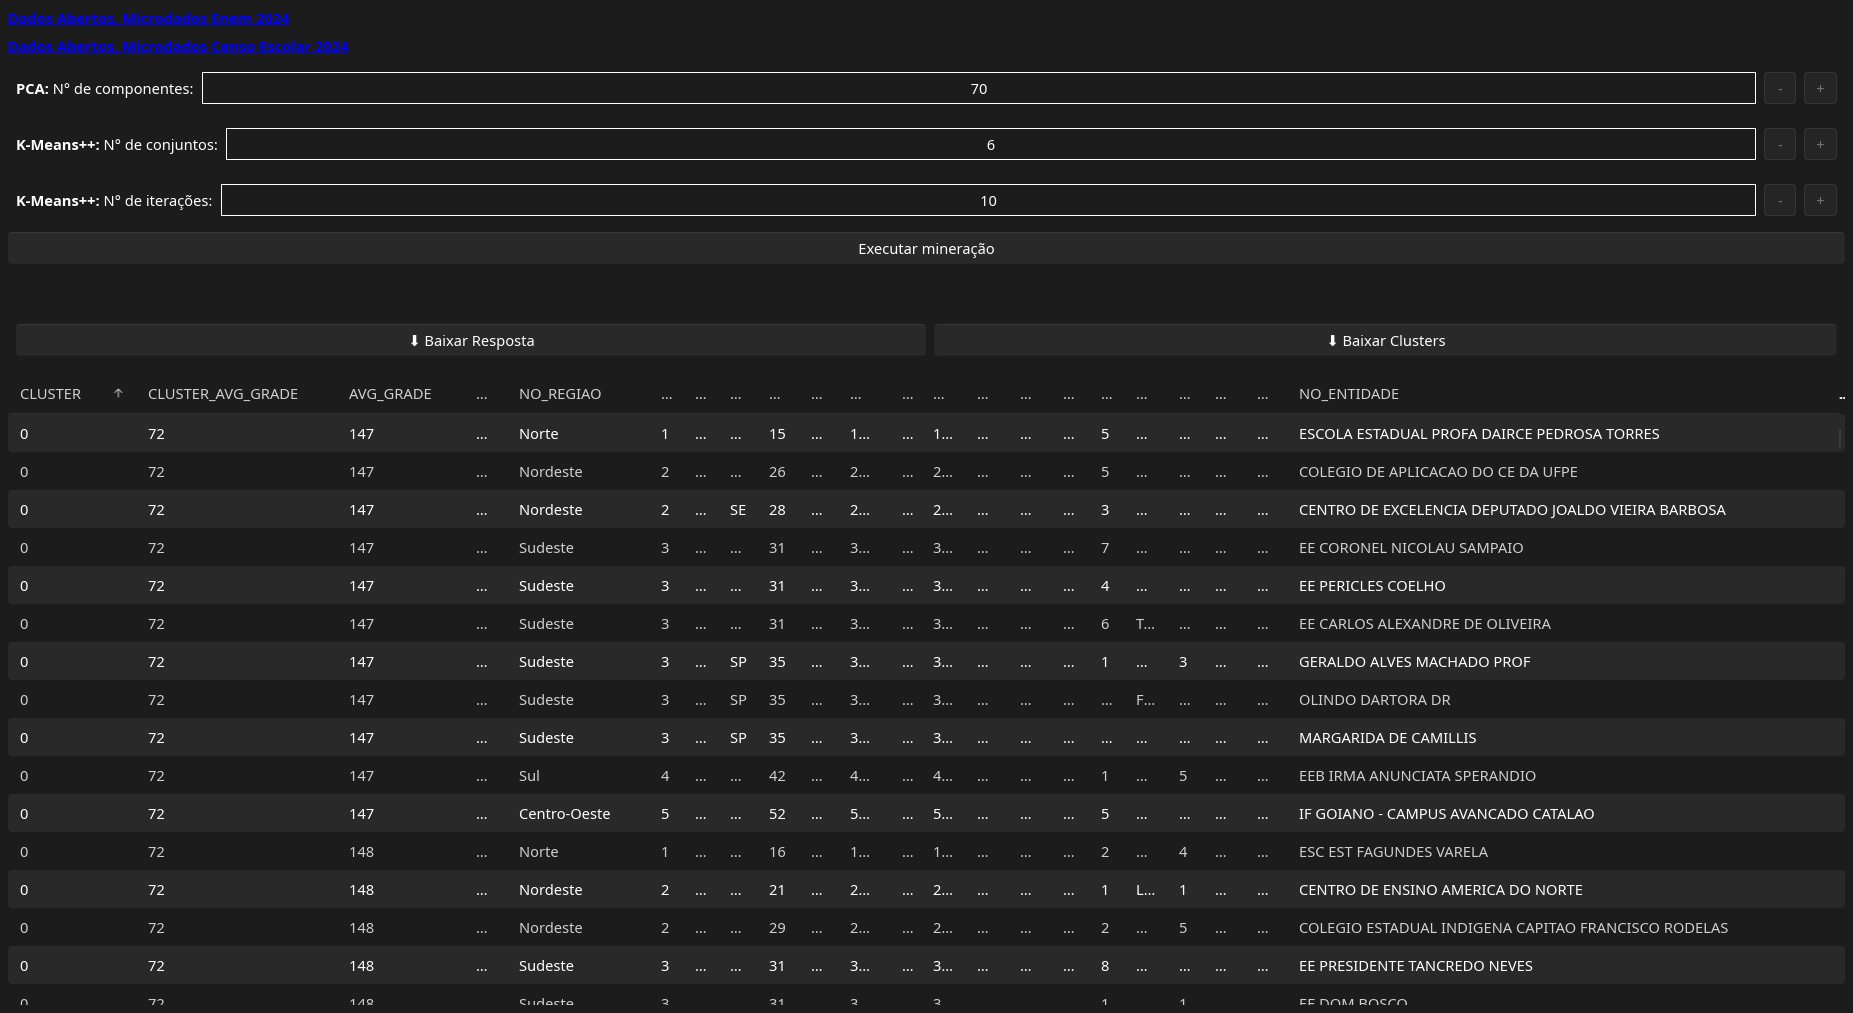 Dados Abertos, Microdados Enem 2024
Dados Abertos, Microdados Censo Escolar 2024
PCA: N° de componentes: 70 - +
K-Means++: N° de conjuntos: 6 - +
K-Means++: N° de iterações: 10 - +
Executar mineração
⬇ Baixar Resposta ⬇ Baixar Clusters
CLUSTER ↑ CLUSTER_AVG_GRADE AVG_GRADE ... NO_REGIAO ... ... ... ... ... ... ... ... ... ... ... ... ... ... ... ... NO_ENTIDADE ...
0 72 147 ... Norte 1 ... ... 15 ... 1... ... 1... ... ... ... 5 ... ... ... ... ESCOLA ESTADUAL PROFA DAIRCE PEDROSA TORRES
0 72 147 ... Nordeste 2 ... ... 26 ... 2... ... 2... ... ... ... 5 ... ... ... ... COLEGIO DE APLICACAO DO CE DA UFPE
0 72 147 ... Nordeste 2 ... SE 28 ... 2... ... 2... ... ... ... 3 ... ... ... ... CENTRO DE EXCELENCIA DEPUTADO JOALDO VIEIRA BARBOSA
0 72 147 ... Sudeste 3 ... ... 31 ... 3... ... 3... ... ... ... 7 ... ... ... ... EE CORONEL NICOLAU SAMPAIO
0 72 147 ... Sudeste 3 ... ... 31 ... 3... ... 3... ... ... ... 4 ... ... ... ... EE PERICLES COELHO
0 72 147 ... Sudeste 3 ... ... 31 ... 3... ... 3... ... ... ... 6 T... ... ... ... EE CARLOS ALEXANDRE DE OLIVEIRA
0 72 147 ... Sudeste 3 ... SP 35 ... 3... ... 3... ... ... ... 1 ... 3 ... ... GERALDO ALVES MACHADO PROF
0 72 147 ... Sudeste 3 ... SP 35 ... 3... ... 3... ... ... ... ... F... ... ... ... OLINDO DARTORA DR
0 72 147 ... Sudeste 3 ... SP 35 ... 3... ... 3... ... ... ... ... ... ... ... ... MARGARIDA DE CAMILLIS
0 72 147 ... Sul 4 ... ... 42 ... 4... ... 4... ... ... ... 1 ... 5 ... ... EEB IRMA ANUNCIATA SPERANDIO
0 72 147 ... Centro-Oeste 5 ... ... 52 ... 5... ... 5... ... ... ... 5 ... ... ... ... IF GOIANO - CAMPUS AVANCADO CATALAO
0 72 148 ... Norte 1 ... ... 16 ... 1... ... 1... ... ... ... 2 ... 4 ... ... ESC EST FAGUNDES VARELA
0 72 148 ... Nordeste 2 ... ... 21 ... 2... ... 2... ... ... ... 1 L... 1 ... ... CENTRO DE ENSINO AMERICA DO NORTE
0 72 148 ... Nordeste 2 ... ... 29 ... 2... ... 2... ... ... ... 2 ... 5 ... ... COLEGIO ESTADUAL INDIGENA CAPITAO FRANCISCO RODELAS
0 72 148 ... Sudeste 3 ... ... 31 ... 3... ... 3... ... ... ... 8 ... ... ... ... EE PRESIDENTE TANCREDO NEVES
0 72 148 Sudeste 3 31 3 3 1 1 EE DOM BOSCO